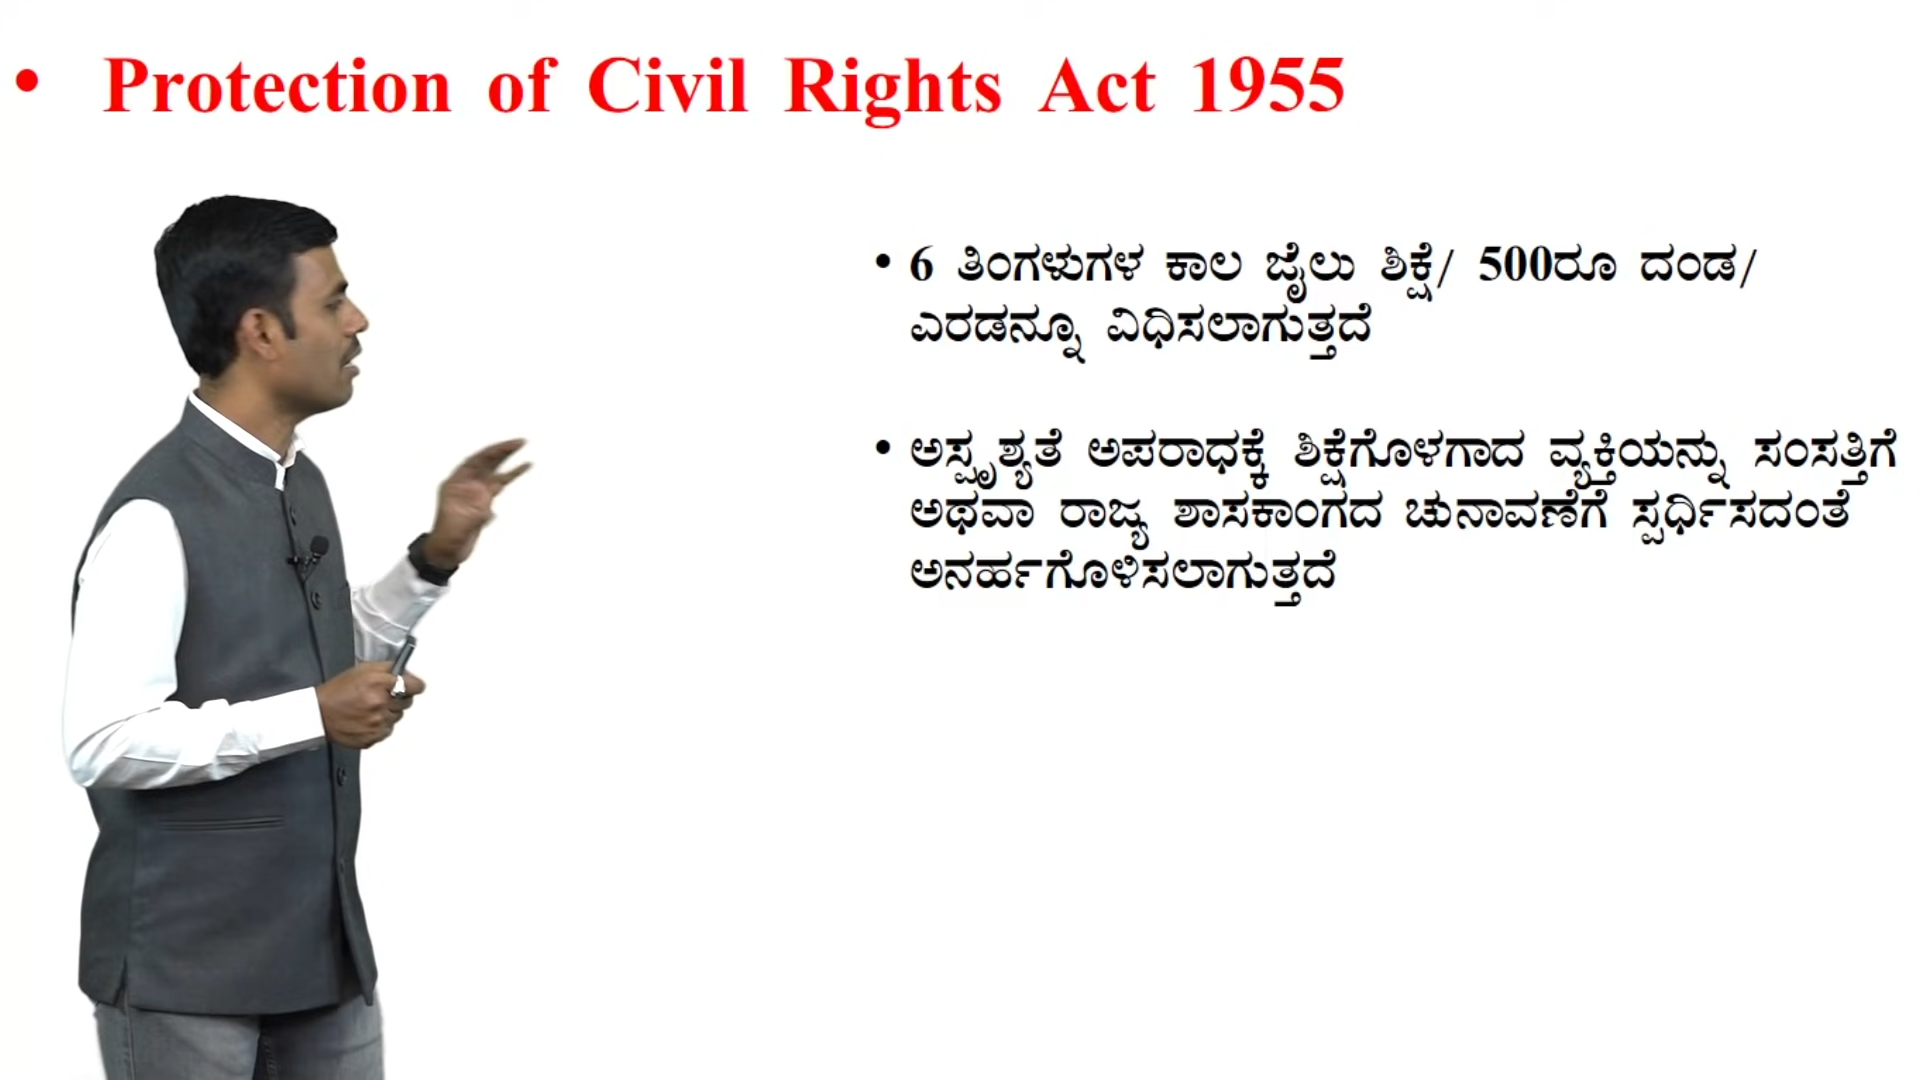 • Protection of Civil Rights Act 1955
• 6 ತಿಂಗಳುಗಳ ಕಾಲ ಜೈಲು ಶಿಕ್ಷೆ/ 500ರೂ ದಂಡ/
ಎರಡನ್ನೂ ವಿಧಿಸಲಾಗುತ್ತದೆ
• ಅಸ್ಪೃಶ್ಯತೆ ಅಪರಾಧಕ್ಕೆ ಶಿಕ್ಷೆಗೊಳಗಾದ ವ್ಯಕ್ತಿಯನ್ನು ಸಂಸತ್ತಿಗೆ
ಅಥವಾ ರಾಜ್ಯ ಶಾಸಕಾಂಗದ ಚುನಾವಣೆಗೆ ಸ್ಪರ್ಧಿಸದಂತೆ
ಅನರ್ಹಗೊಳಿಸಲಾಗುತ್ತದೆ